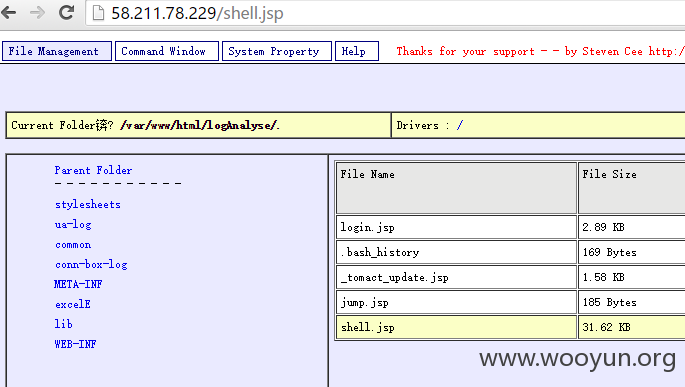 58.211.78.229/shell.jsp
File Management Command Window System Property Help Thanks for your support - - by Steven Cee http:/
Current Folder锛? /var/www/html/logAnalyse/. Drivers : /
Parent Folder
- - - - - - - - - - -
stylesheets
ua-log
common
conn-box-log
META-INF
excelE
lib
WEB-INF
File Name File Size
login.jsp 2.89 KB
.bash_history 169 Bytes
_tomact_update.jsp 1.58 KB
jump.jsp 185 Bytes
shell.jsp 31.62 KB
www.wooyun.org